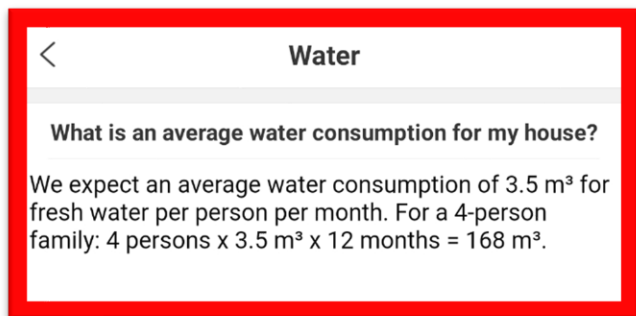 Water
What is an average water consumption for my house?
We expect an average water consumption of 3.5 m³ for
fresh water per person per month. For a 4-person
family: 4 persons x 3.5 m³ x 12 months = 168 m³.